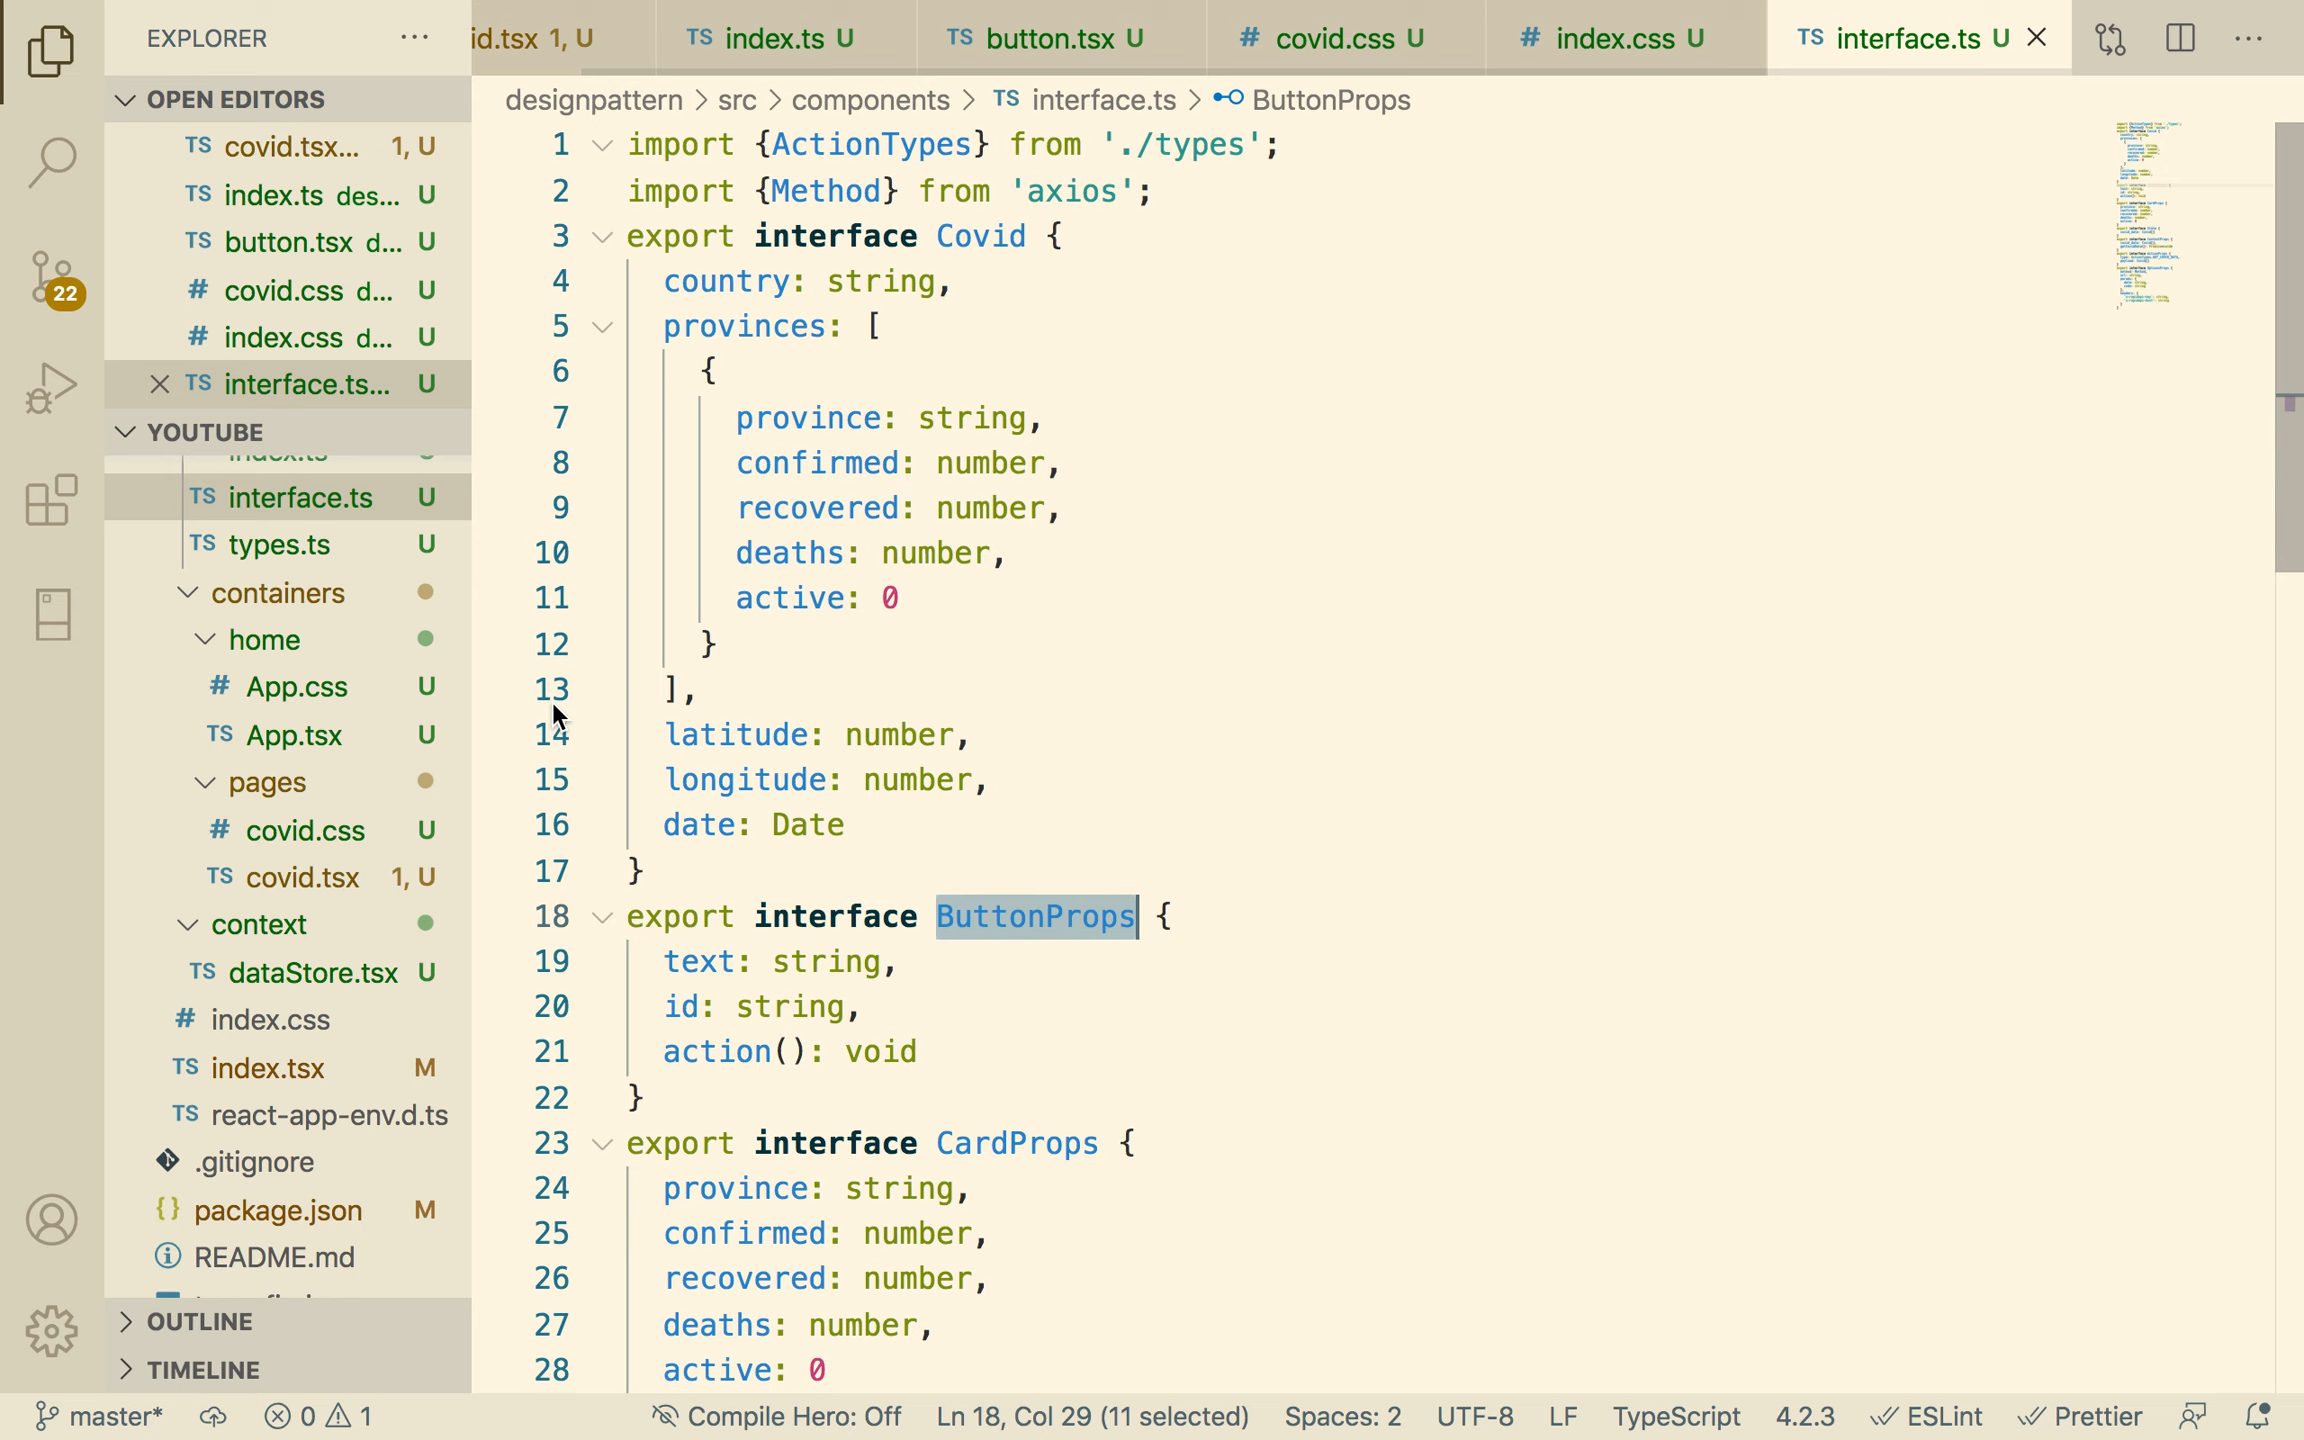 EXPLORER
id.tsx 1, U
TS index.ts U
TS button.tsx U
# covid.css U
# index.css U
TS interface.ts U
OPEN EDITORS
TS covid.tsx... 1, U
TS index.ts des... U
TS button.tsx d... U
# covid.css d... U
# index.css d... U
TS interface.ts... U
YOUTUBE
TS interface.ts U
TS types.ts U
containers
home
# App.css U
TS App.tsx U
pages
# covid.css U
TS covid.tsx 1, U
context
TS dataStore.tsx U
# index.css
TS index.tsx M
TS react-app-env.d.ts
.gitignore
{} package.json M
README.md
OUTLINE
TIMELINE
22
designpattern > src > components > TS interface.ts > ButtonProps
1 import {ActionTypes} from './types';
2 import {Method} from 'axios';
3 export interface Covid {
4 country: string,
5 provinces: [
6 {
7 province: string,
8 confirmed: number,
9 recovered: number,
10 deaths: number,
11 active: 0
12 }
13 ],
14 latitude: number,
15 longitude: number,
16 date: Date
17 }
18 export interface ButtonProps {
19 text: string,
20 id: string,
21 action(): void
22 }
23 export interface CardProps {
24 province: string,
25 confirmed: number,
26 recovered: number,
27 deaths: number,
28 active: 0
master* 0 1 Compile Hero: Off Ln 18, Col 29 (11 selected) Spaces: 2 UTF-8 LF TypeScript 4.2.3 ESLint Prettier